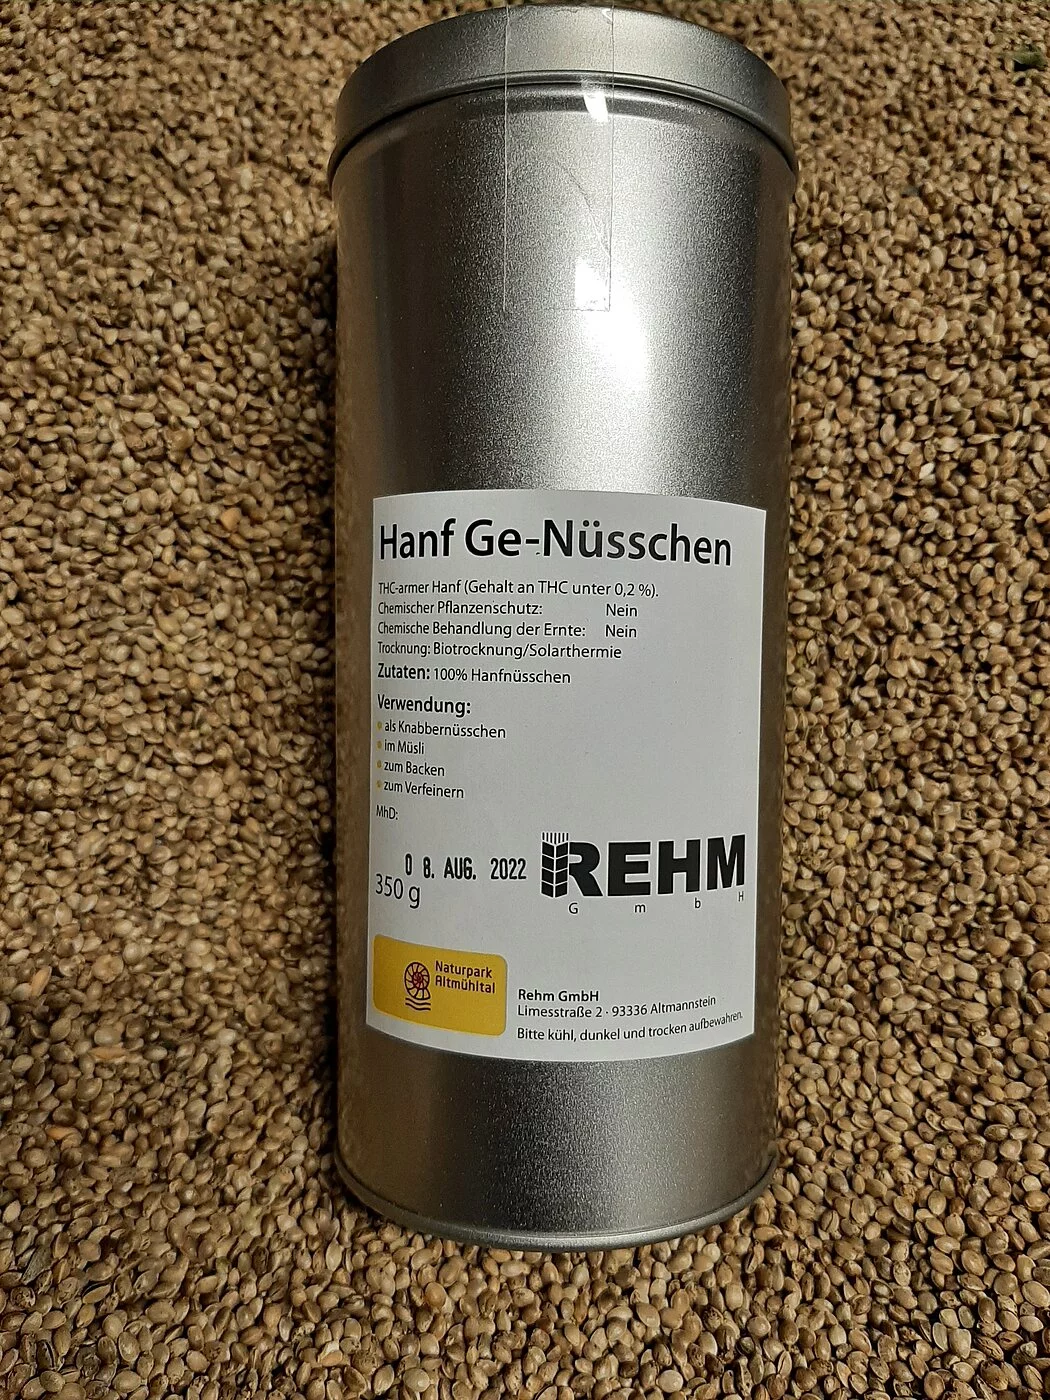 Hanf Ge-Nüsschen
THC-armer Hanf (Gehalt an THC unter 0,2 %).
Chemischer Pflanzenschutz: Nein
Chemische Behandlung der Ernte: Nein
Trocknung: Biotrocknung/Solarthermie
Zutaten: 100% Hanfnüsschen
Verwendung:
als Knabbernüsschen
im Müsli
zum Backen
zum Verfeinern
MhD:
0 8. AUG. 2022
350 g
REHM
G m b H
Naturpark
Altmühltal
Rehm GmbH
Limesstraße 2 · 93336 Altmannstein
Bitte kühl, dunkel und trocken aufbewahren.